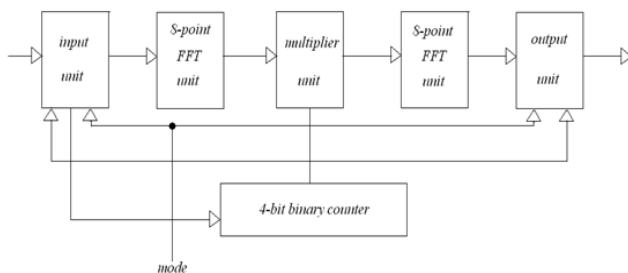 input
unit
8-point
FFT
unit
multiplier
unit
8-point
FFT
unit
output
unit
4-bit binary counter
mode